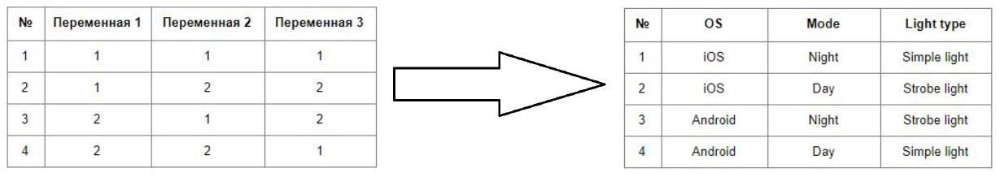 № Переменная 1 Переменная 2 Переменная 3
1 1 1 1
2 1 2 2
3 2 1 2
4 2 2 1
№ OS Mode Light type
1 iOS Night Simple light
2 iOS Day Strobe light
3 Android Night Strobe light
4 Android Day Simple light